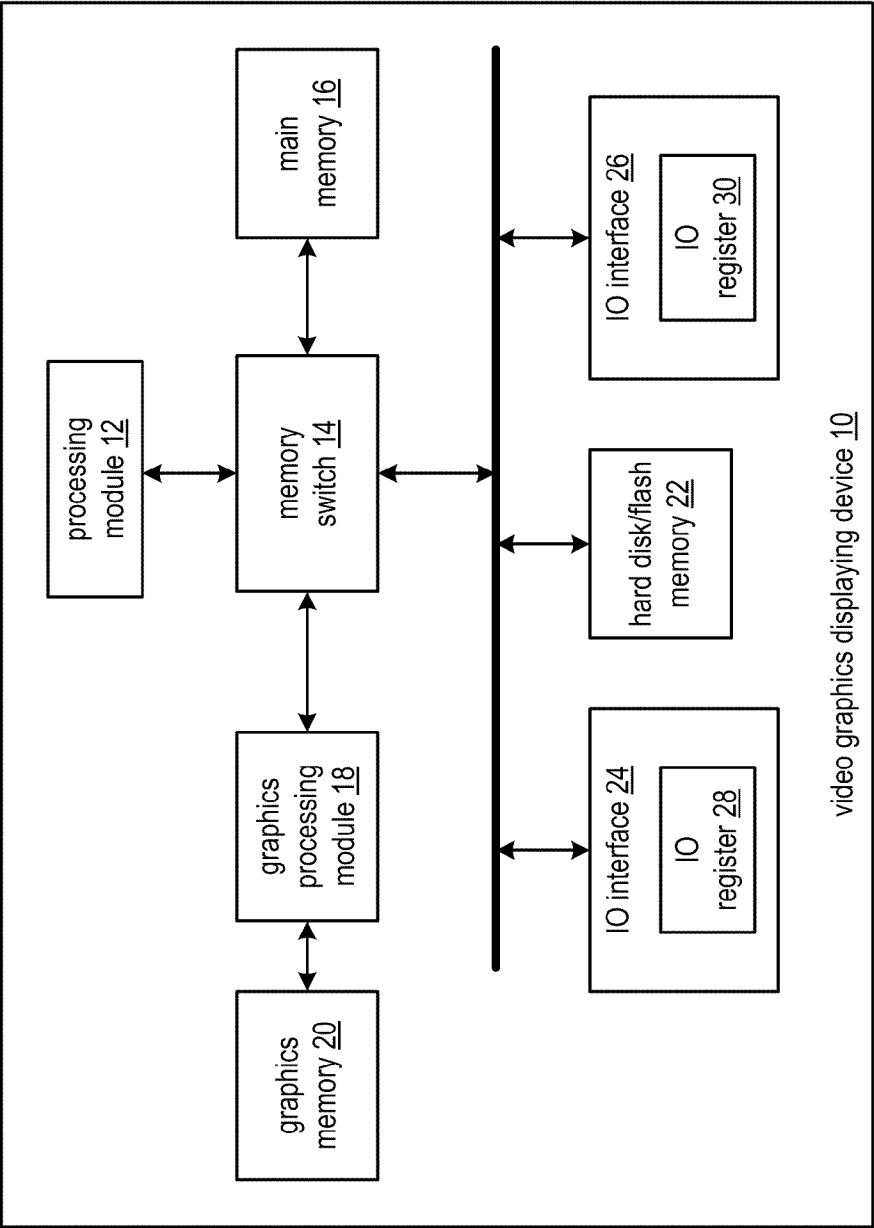 processing
module 12
graphics
memory 20
graphics
processing
module 18
memory
switch 14
main
memory 16
IO interface 24
IO
register 28
hard disk/flash
memory 22
IO interface 26
IO
register 30
video graphics displaying device 10